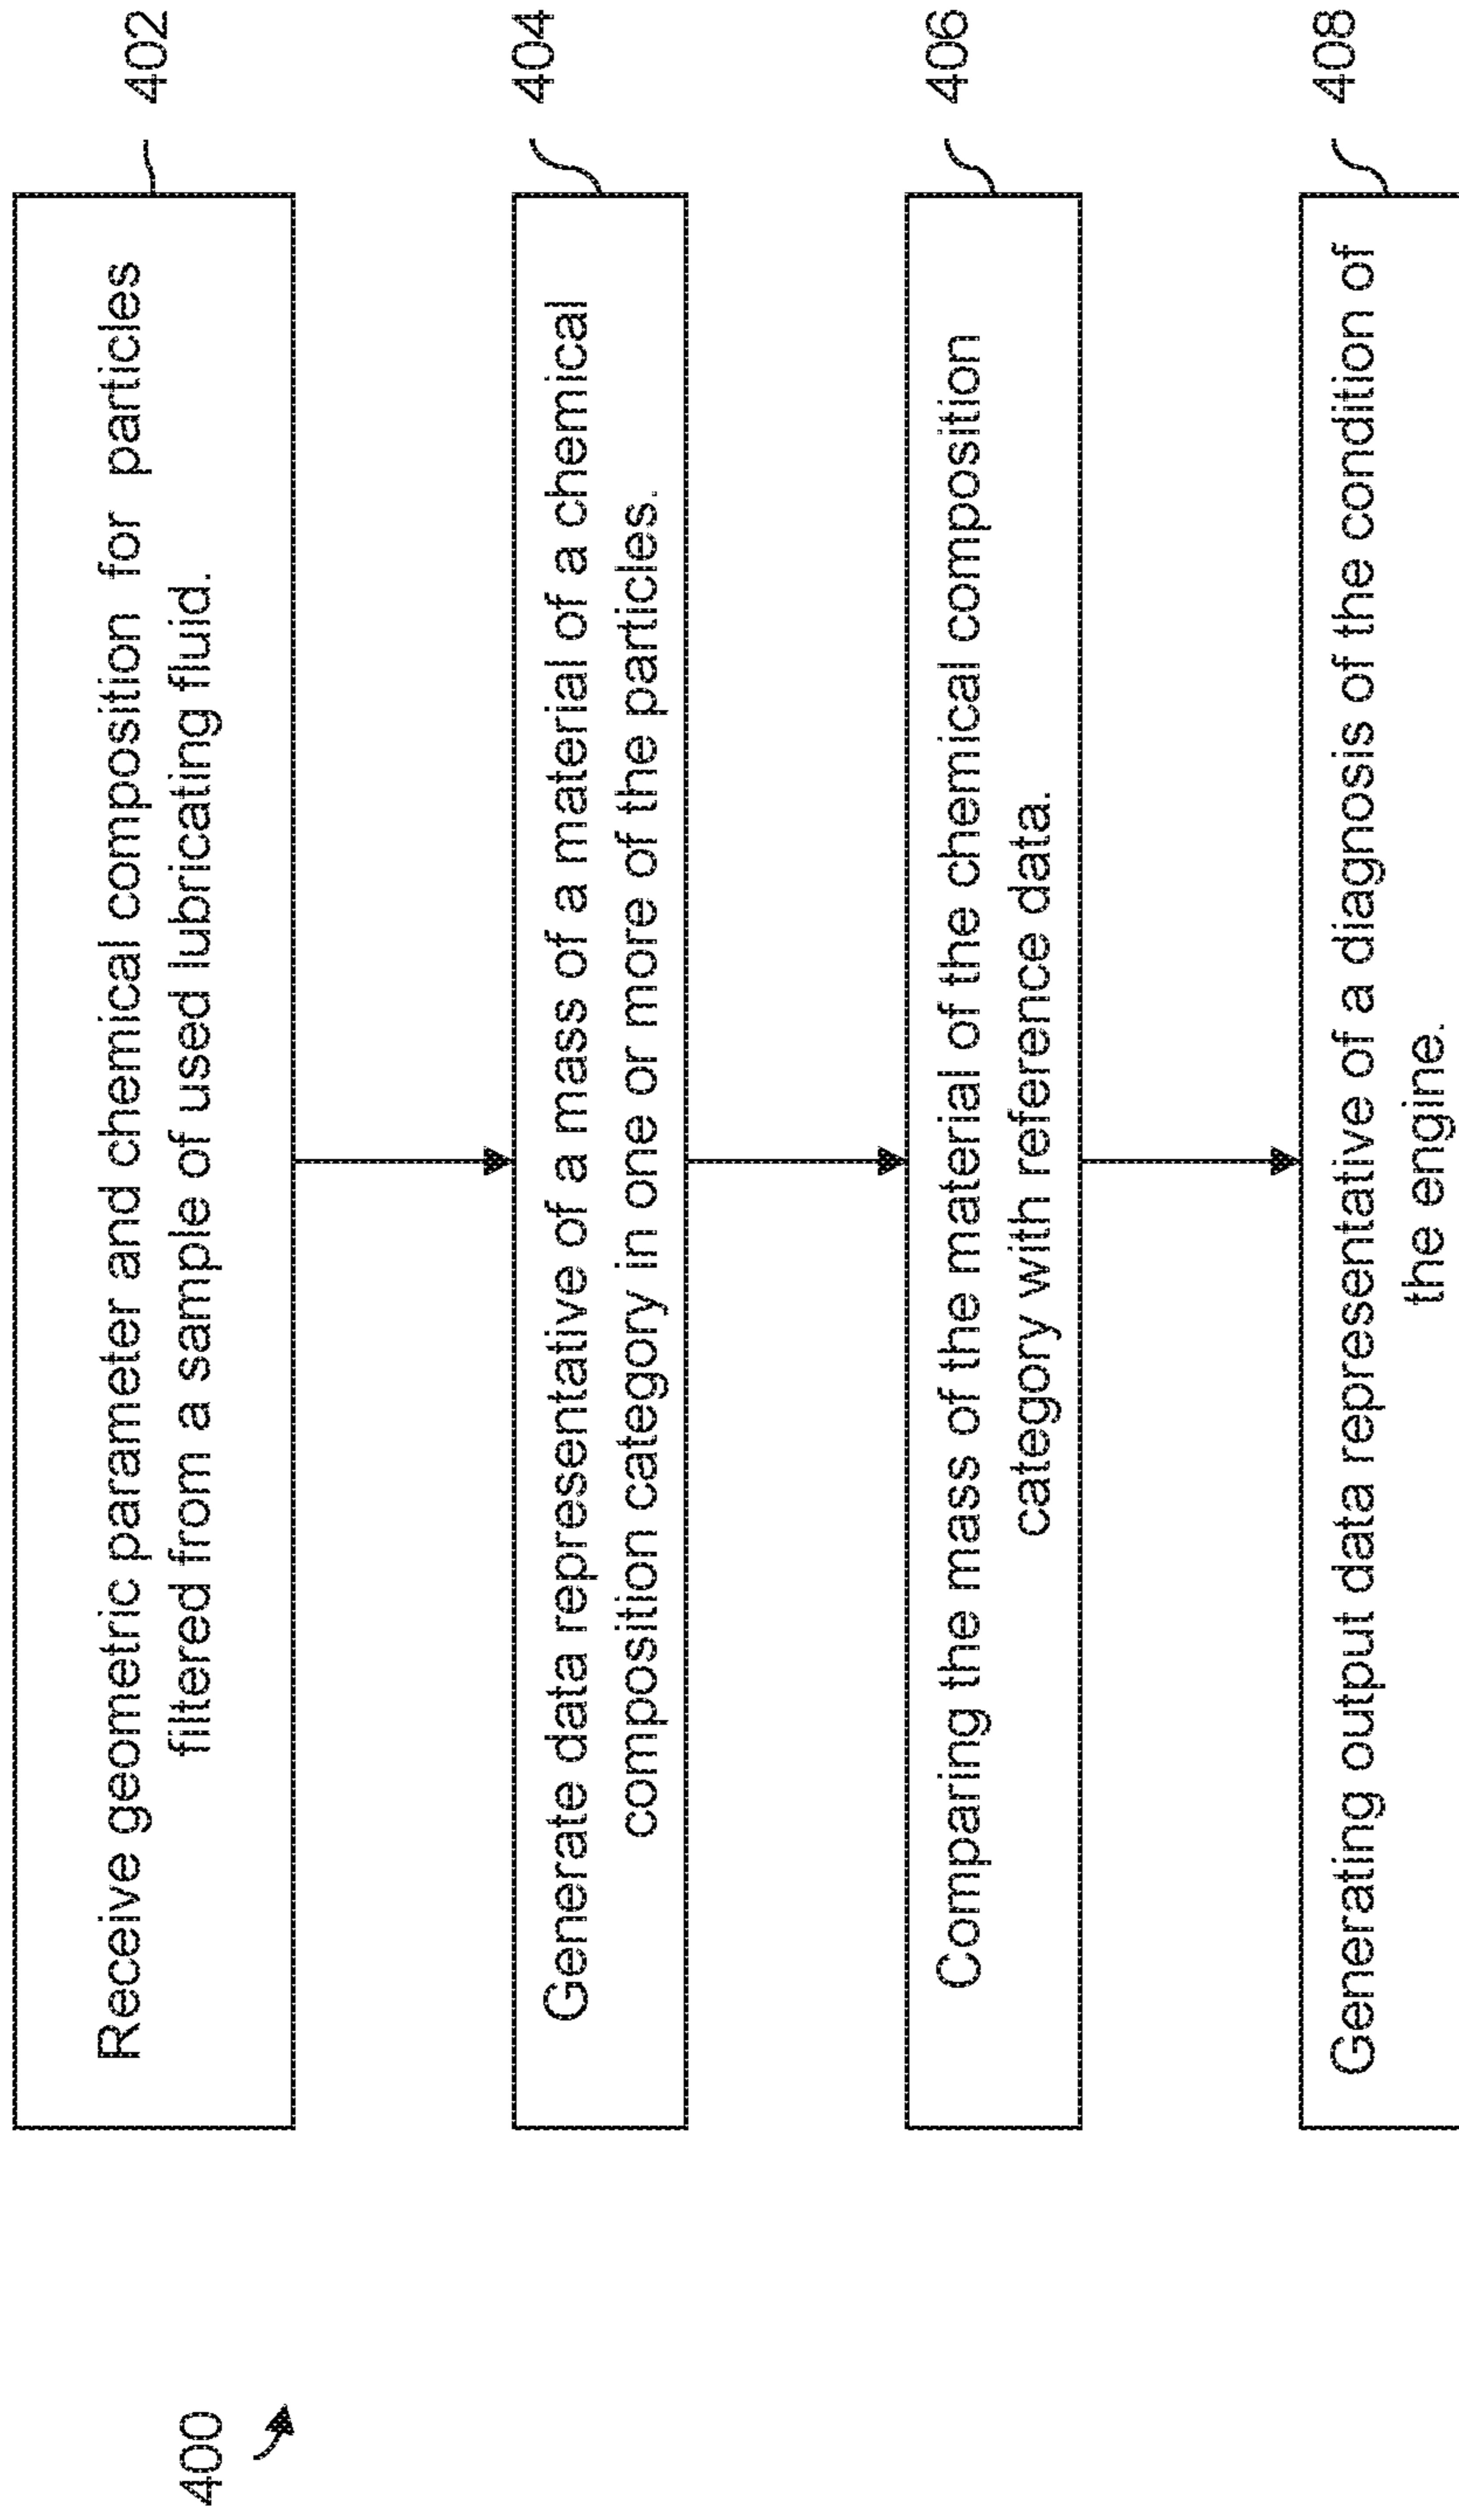 400
Receive geometric parameter and chemical composition for particles
filtered from a sample of used lubricating fluid.
402
Generate data representative of a mass of a material of a chemical
composition category in one or more of the particles.
404
Comparing the mass of the material of the chemical composition
category with reference data.
406
Generating output data representative of a diagnosis of the condition of
the engine.
408